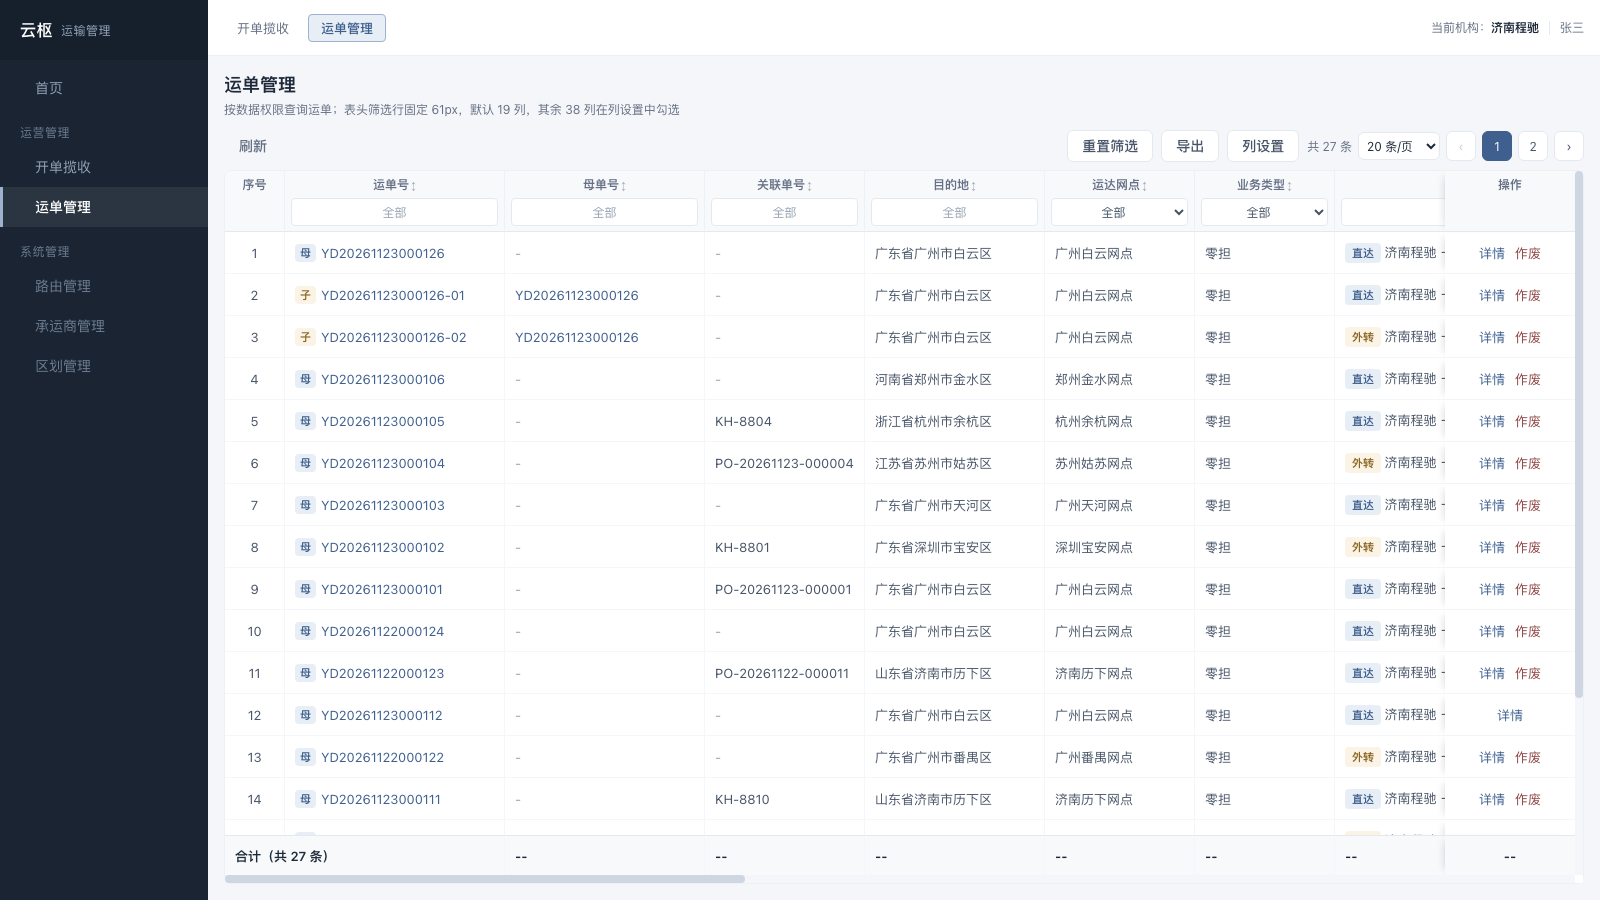 云枢 运输管理
首页
运营管理
开单揽收
运单管理
系统管理
路由管理
承运商管理
区划管理
开单揽收 运单管理 当前机构： 济南程驰 张三
运单管理
按数据权限查询运单；表头筛选行固定 61px，默认 19 列，其余 38 列在列设置中勾选
刷新 重置筛选 导出 列设置 共 27 条 20 条/页 ‹ 1 2 ›
序号 运单号↕ 母单号↕ 关联单号↕ 目的地↕ 运达网点↕ 业务类型↕ 操作
全部 全部 全部 全部 全部 全部
1 母 YD20261123000126 - - 广东省广州市白云区 广州白云网点 零担 直达 济南程驰 详情 作废
2 子 YD20261123000126-01 YD20261123000126 - 广东省广州市白云区 广州白云网点 零担 直达 济南程驰 详情 作废
3 子 YD20261123000126-02 YD20261123000126 - 广东省广州市白云区 广州白云网点 零担 外转 济南程驰 详情 作废
4 母 YD20261123000106 - - 河南省郑州市金水区 郑州金水网点 零担 直达 济南程驰 详情 作废
5 母 YD20261123000105 - KH-8804 浙江省杭州市余杭区 杭州余杭网点 零担 直达 济南程驰 详情 作废
6 母 YD20261123000104 - PO-20261123-000004 江苏省苏州市姑苏区 苏州姑苏网点 零担 外转 济南程驰 详情 作废
7 母 YD20261123000103 - - 广东省广州市天河区 广州天河网点 零担 直达 济南程驰 详情 作废
8 母 YD20261123000102 - KH-8801 广东省深圳市宝安区 深圳宝安网点 零担 外转 济南程驰 详情 作废
9 母 YD20261123000101 - PO-20261123-000001 广东省广州市白云区 广州白云网点 零担 直达 济南程驰 详情 作废
10 母 YD20261122000124 - - 广东省广州市白云区 广州白云网点 零担 直达 济南程驰 详情 作废
11 母 YD20261122000123 - PO-20261122-000011 山东省济南市历下区 济南历下网点 零担 直达 济南程驰 详情 作废
12 母 YD20261123000112 - - 广东省广州市白云区 广州白云网点 零担 直达 济南程驰 详情
13 母 YD20261122000122 - - 广东省广州市番禺区 广州番禺网点 零担 外转 济南程驰 详情 作废
14 母 YD20261123000111 - KH-8810 山东省济南市历下区 济南历下网点 零担 直达 济南程驰 详情 作废
合计（共 27 条） -- -- -- -- -- -- --